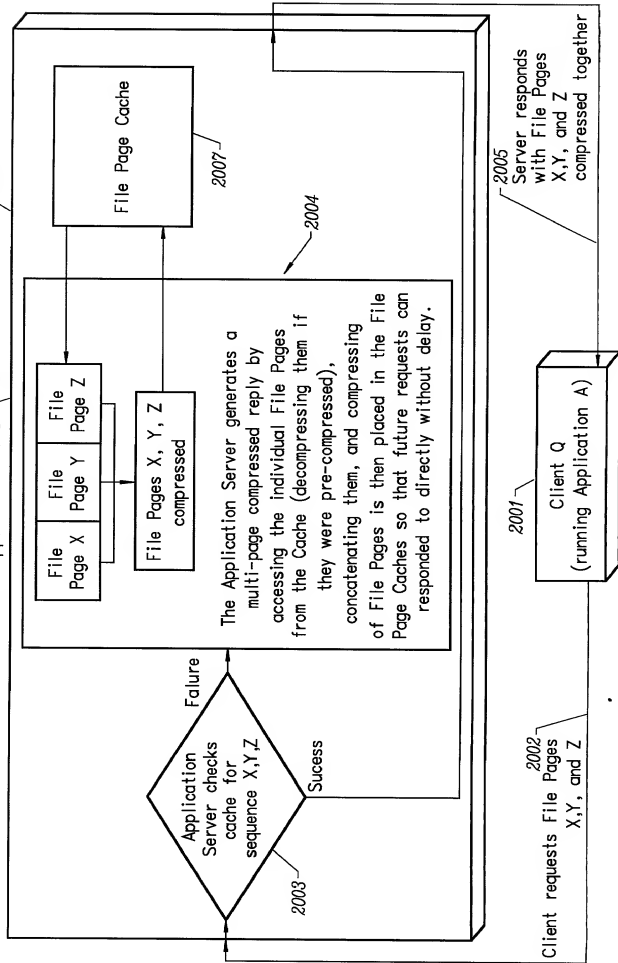 File
Page X
File
Page Y
File
Page Z
File Pages X, Y, Z
compressed
File Page Cache
2007
2004
The Application Server generates a
multi-page compressed reply by
accessing the individual File Pages
from the Cache (decompressing them if
they were pre-compressed),
concatenating them, and compressing
of File Pages is then placed in the File
Page Caches so that future requests can
responded to directly without delay.
Falure
Application
Server checks
cache for
sequence X,Y,Z
2003
Sucess
2005
Server responds
with File Pages
X,Y, and Z
compressed together
2001
Client Q
(running Application A)
2002
Client requests File Pages
X,Y, and Z